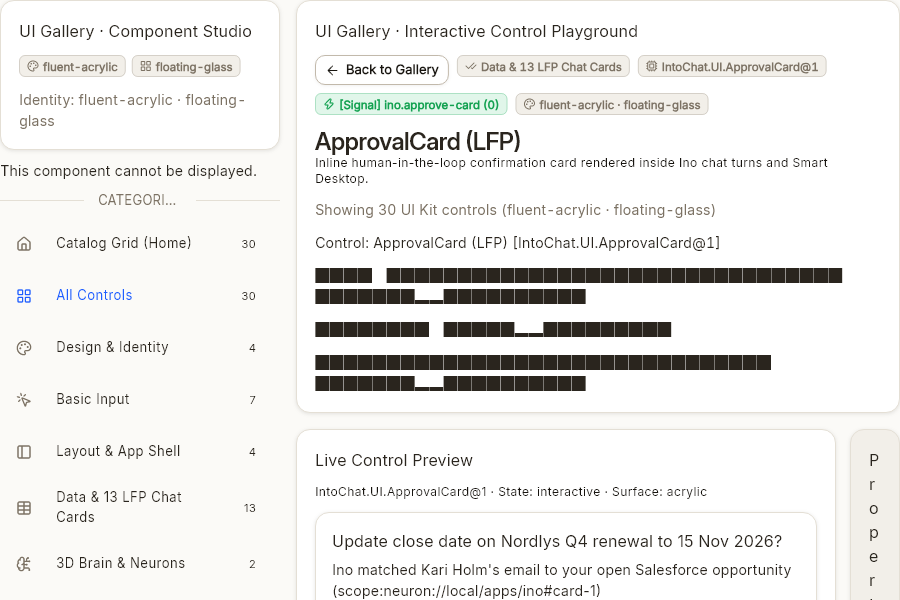 UI Gallery · Component Studio
fluent-acrylic
floating-glass
Identity: fluent-acrylic · floating-
glass
This component cannot be displayed.
CATEGORI...
Catalog Grid (Home) 30
All Controls 30
Design & Identity 4
Basic Input 7
Layout & App Shell 4
Data & 13 LFP Chat
Cards 13
3D Brain & Neurons 2
UI Gallery · Interactive Control Playground
Back to Gallery
Data & 13 LFP Chat Cards
IntoChat.UI.ApprovalCard@1
[Signal] ino.approve-card (0)
fluent-acrylic · floating-glass
ApprovalCard (LFP)
Inline human-in-the-loop confirmation card rendered inside Ino chat turns and Smart
Desktop.
Showing 30 UI Kit controls (fluent-acrylic · floating-glass)
Control: ApprovalCard (LFP) [IntoChat.UI.ApprovalCard@1]
Live Control Preview
IntoChat.UI.ApprovalCard@1 · State: interactive · Surface: acrylic
Update close date on Nordlys Q4 renewal to 15 Nov 2026?
Ino matched Kari Holm's email to your open Salesforce opportunity
(scope:neuron://local/apps/ino#card-1)
P
r
o
p
e
r